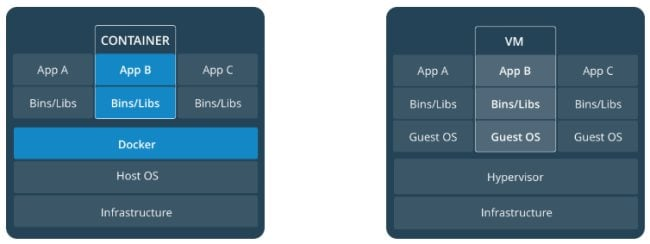 CONTAINER
App A App B App C
Bins/Libs Bins/Libs Bins/Libs
Docker
Host OS
Infrastructure
VM
App A App B App C
Bins/Libs Bins/Libs Bins/Libs
Guest OS Guest OS Guest OS
Hypervisor
Infrastructure